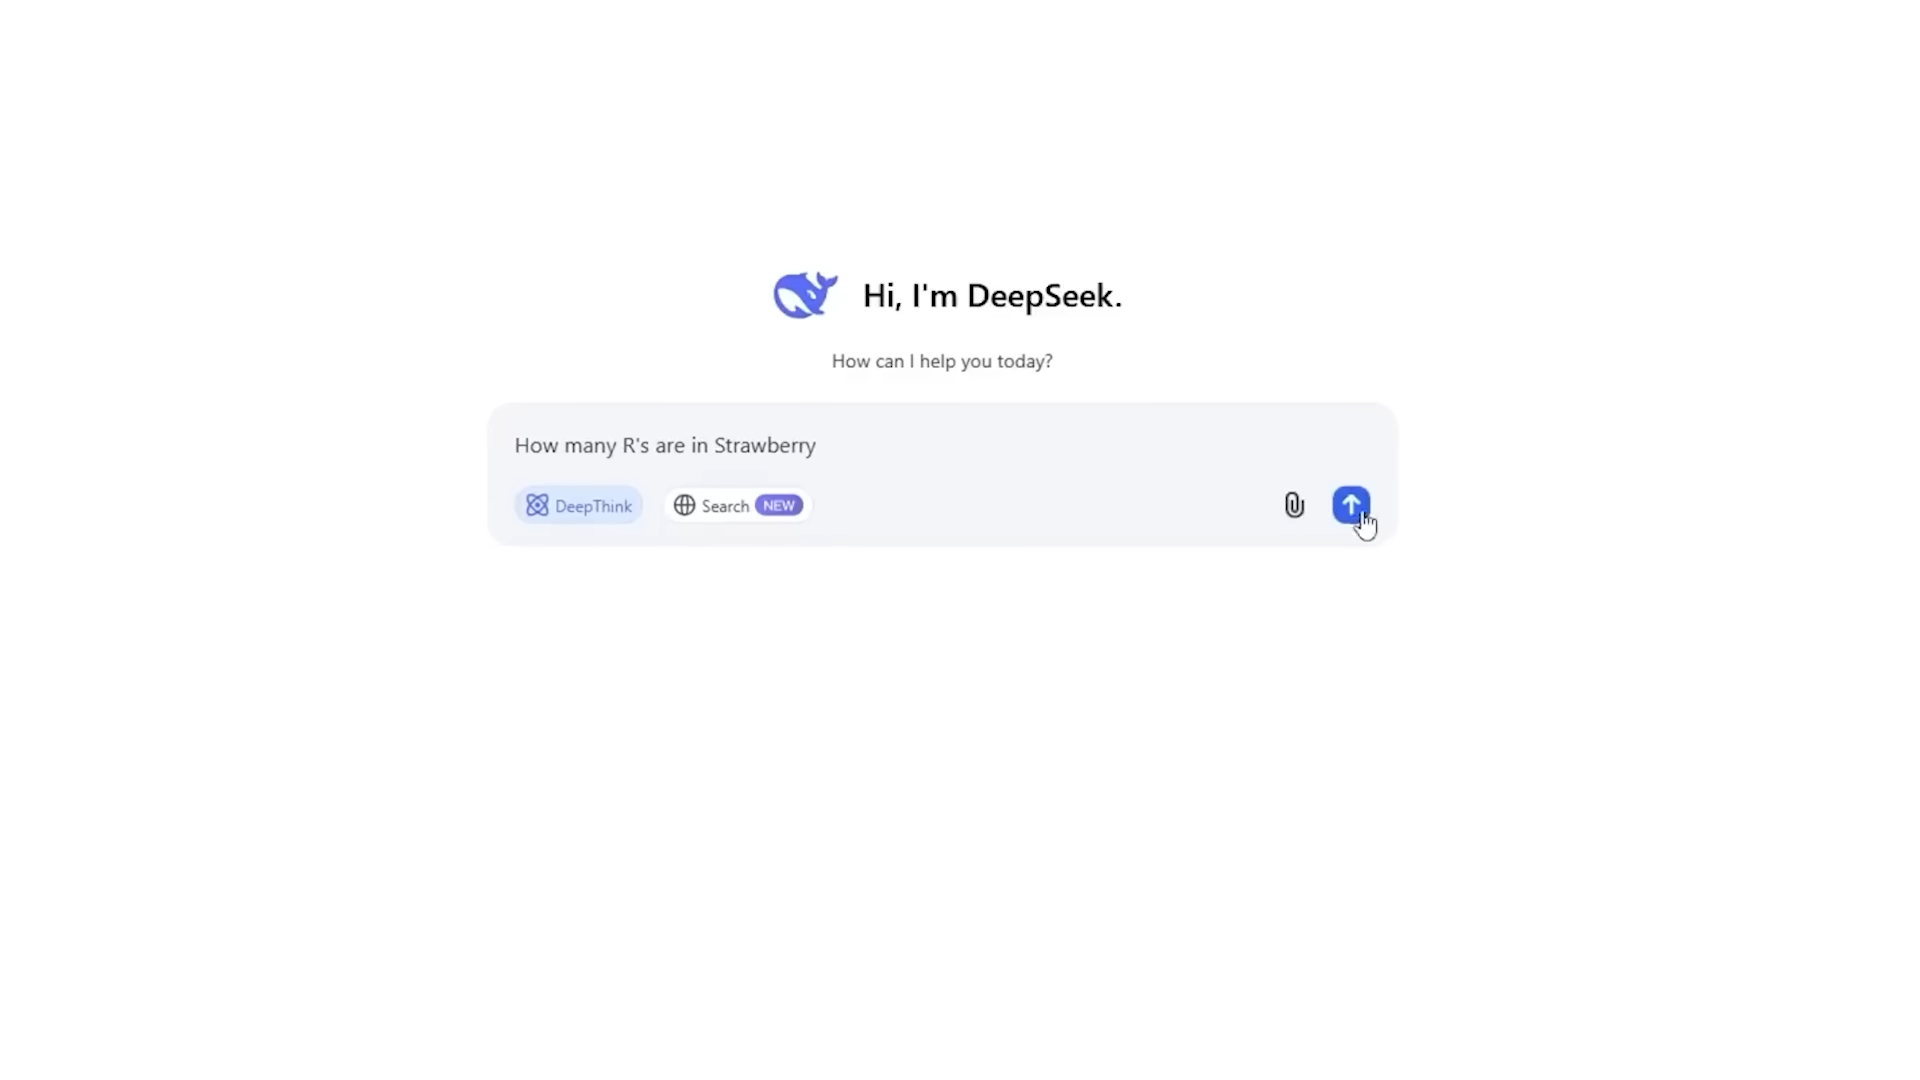 Hi, I'm DeepSeek.
How can I help you today?
How many R's are in Strawberry
DeepThink
Search NEW